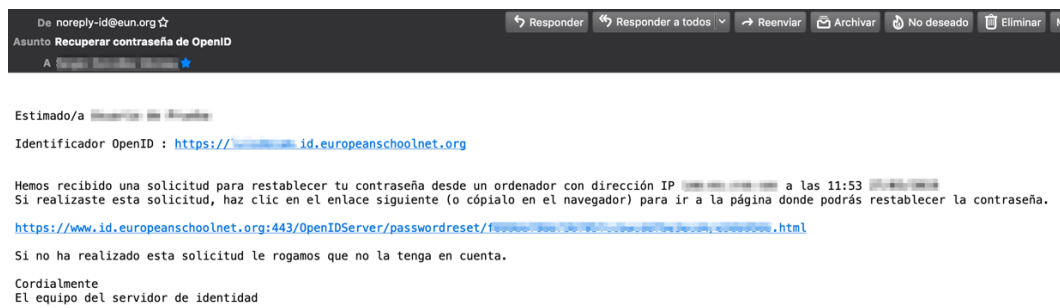 De noreply-id@eun.org
Responder Responder a todos Reenviar Archivar No deseado Eliminar
Asunto Recuperar contraseña de OpenID
A
Estimado/a
Identificador OpenID : https:// id.europeanschoolnet.org
Hemos recibido una solicitud para restablecer tu contraseña desde un ordenador con dirección IP a las 11:53
Si realizaste esta solicitud, haz clic en el enlace siguiente (o cópialo en el navegador) para ir a la página donde podrás restablecer la contraseña.
https://www.id.europeanschoolnet.org:443/OpenIDServer/passwordreset/f .html
Si no ha realizado esta solicitud le rogamos que no la tenga en cuenta.
Cordialmente
El equipo del servidor de identidad